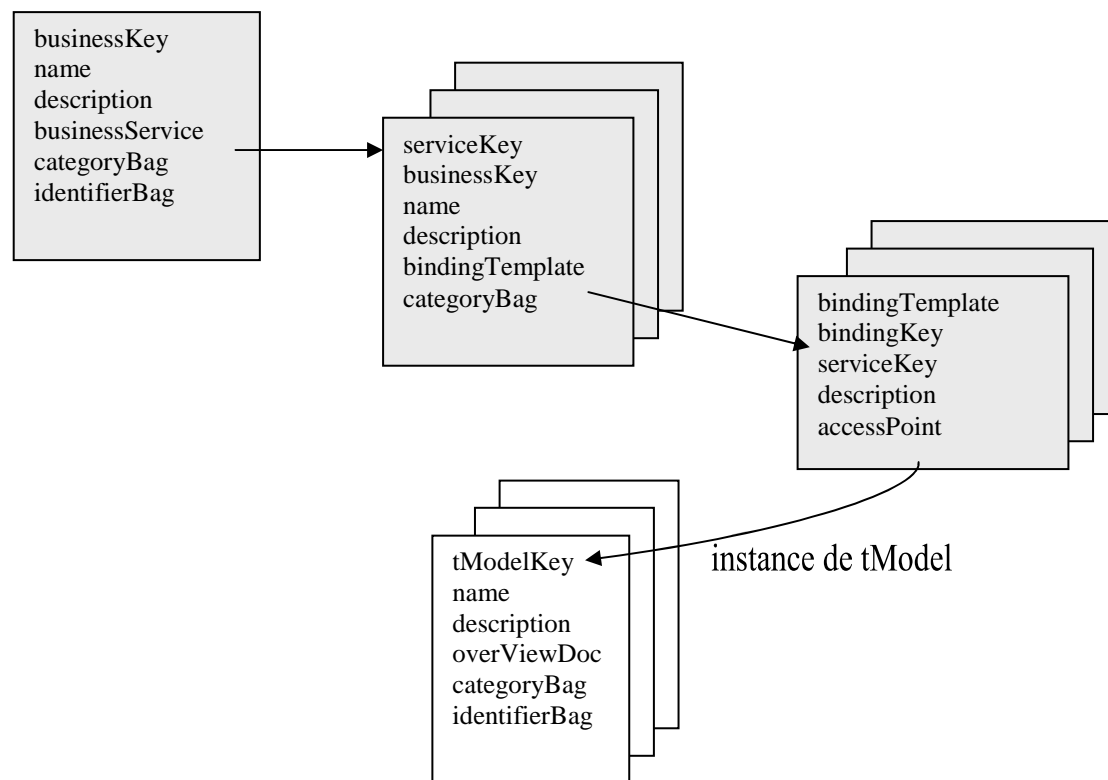 businessKey
name
description
businessService
categoryBag
identifierBag
serviceKey
businessKey
name
description
bindingTemplate
categoryBag
bindingTemplate
bindingKey
serviceKey
description
accessPoint
instance de tModel
tModelKey
name
description
overViewDoc
categoryBag
identifierBag